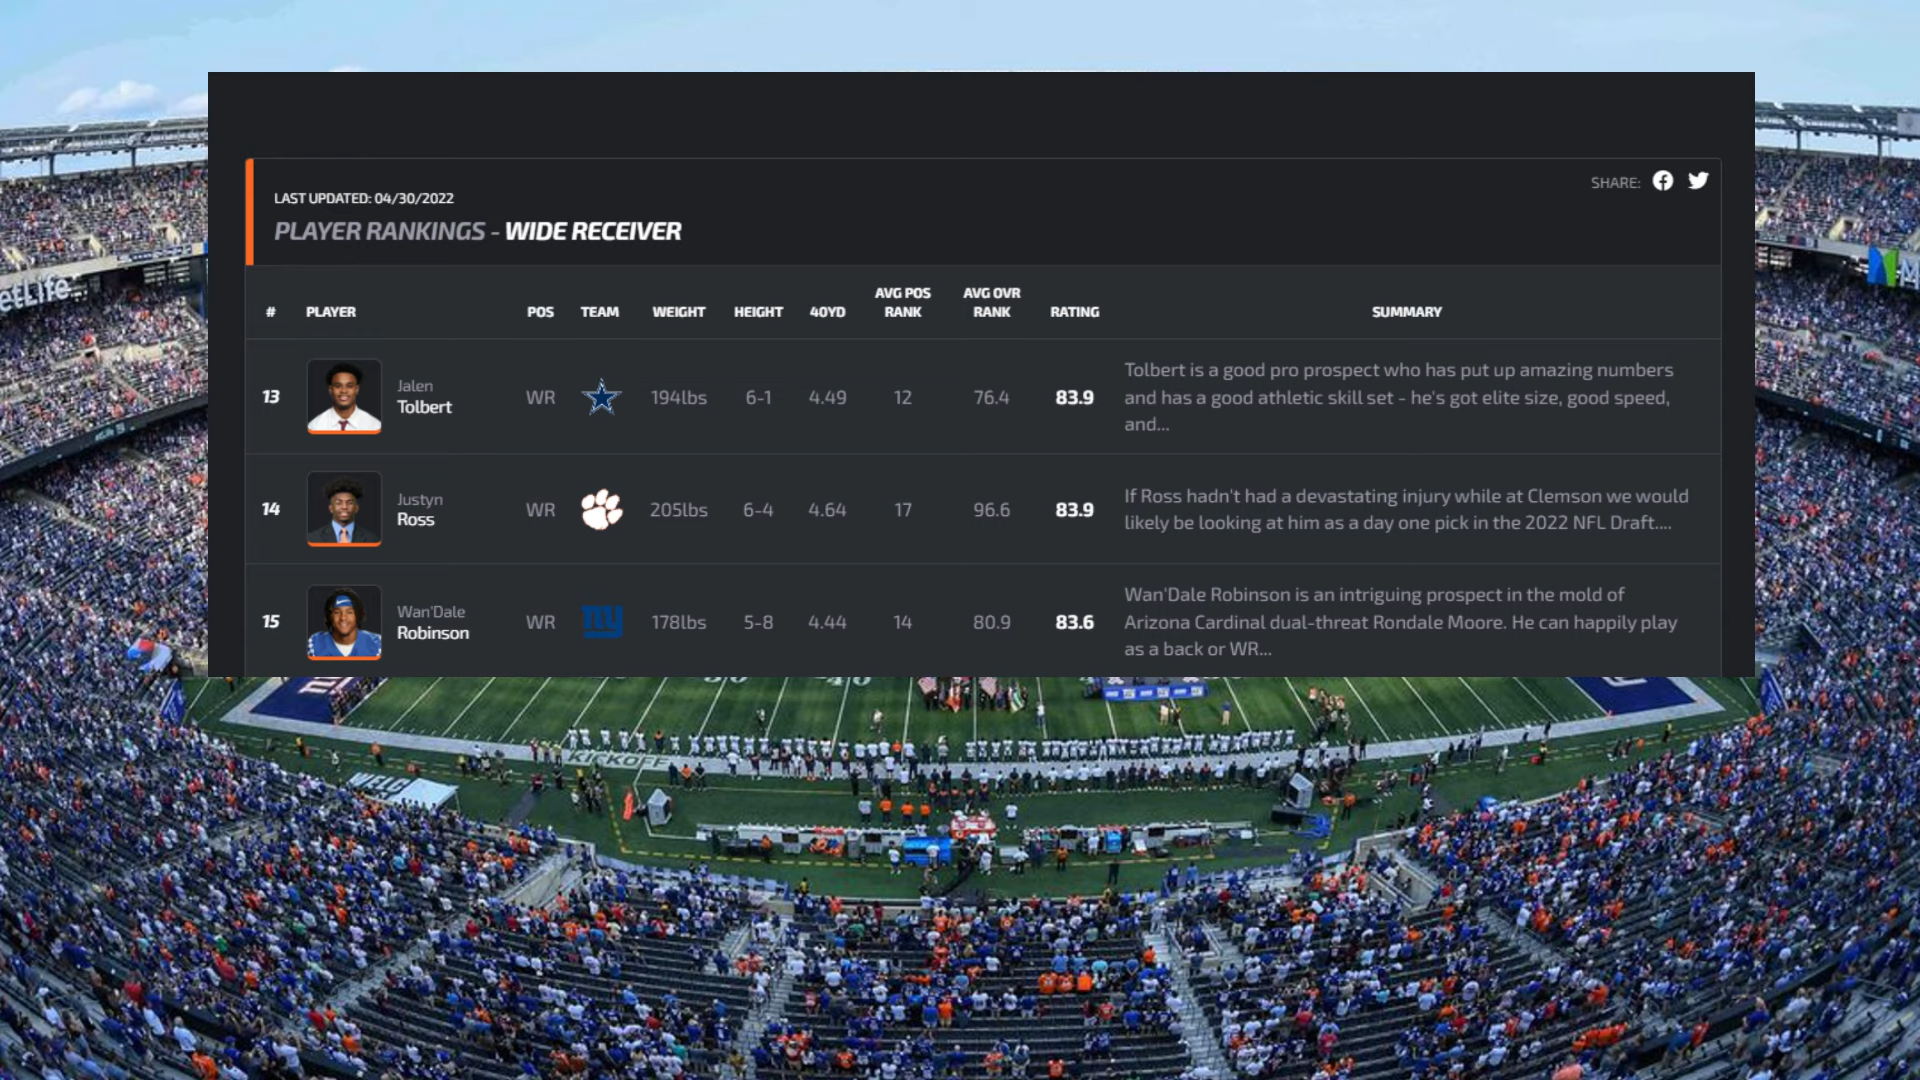 SHARE:
LAST UPDATED: 04/30/2022
PLAYER RANKINGS - WIDE RECEIVER
# PLAYER POS TEAM WEIGHT HEIGHT 40YD AVG POS RANK AVG OVR RANK RATING SUMMARY
13 Jalen Tolbert WR 194lbs 6-1 4.49 12 76.4 83.9
Tolbert is a good pro prospect who has put up amazing numbers
and has a good athletic skill set - he's got elite size, good speed,
and...
14 Justyn Ross WR 205lbs 6-4 4.64 17 96.6 83.9
If Ross hadn't had a devastating injury while at Clemson we would
likely be looking at him as a day one pick in the 2022 NFL Draft....
15 Wan'Dale Robinson WR ny 178lbs 5-8 4.44 14 80.9 83.6
Wan'Dale Robinson is an intriguing prospect in the mold of
Arizona Cardinal dual-threat Rondale Moore. He can happily play
as a back or WR...
etLife
M
KICKOFF
WELC